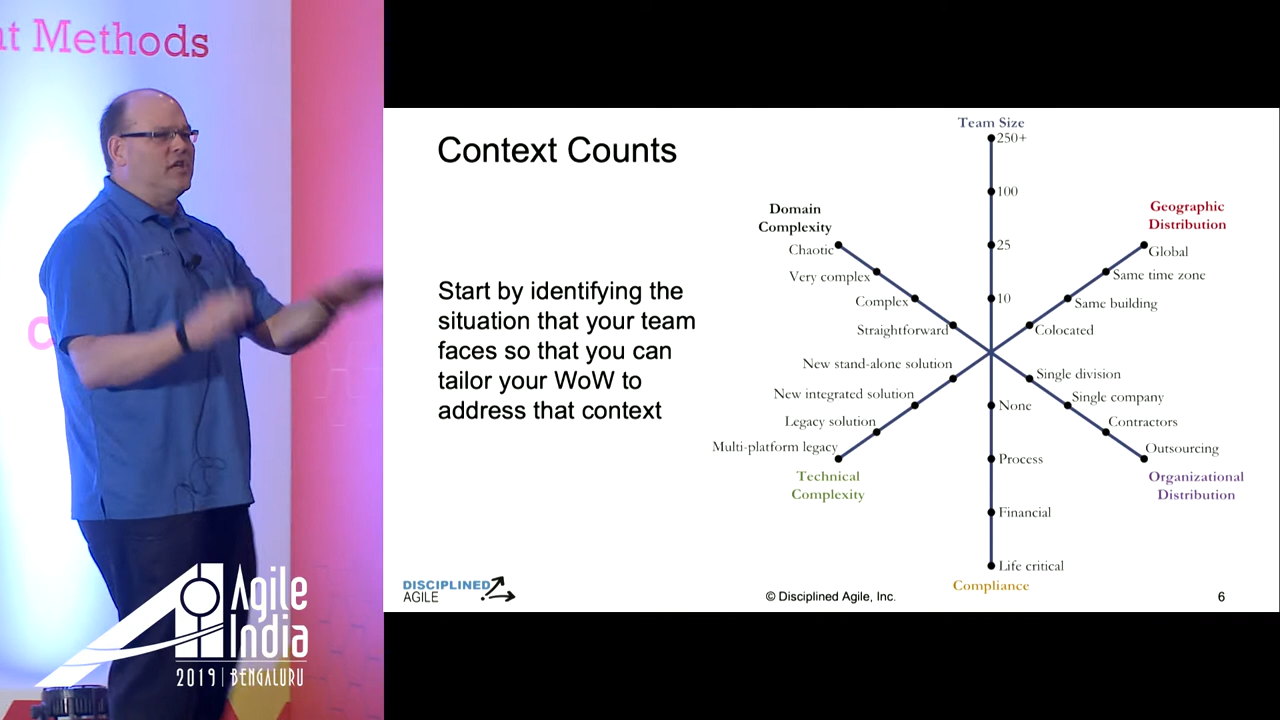 nt Methods
Agile
India
2019 | BENGALURU
Context Counts
Start by identifying the
situation that your team
faces so that you can
tailor your WoW to
address that context
Team Size
250+
100
25
10
Domain
Complexity
Chaotic
Very complex
Complex
Straightforward
Geographic
Distribution
Global
Same time zone
Same building
Colocated
New stand-alone solution
New integrated solution
Legacy solution
Multi-platform legacy
Technical
Complexity
Single division
Single company
Contractors
Outsourcing
Organizational
Distribution
None
Process
Financial
Life critical
Compliance
DISCIPLINED
AGILE
© Disciplined Agile, Inc.
6